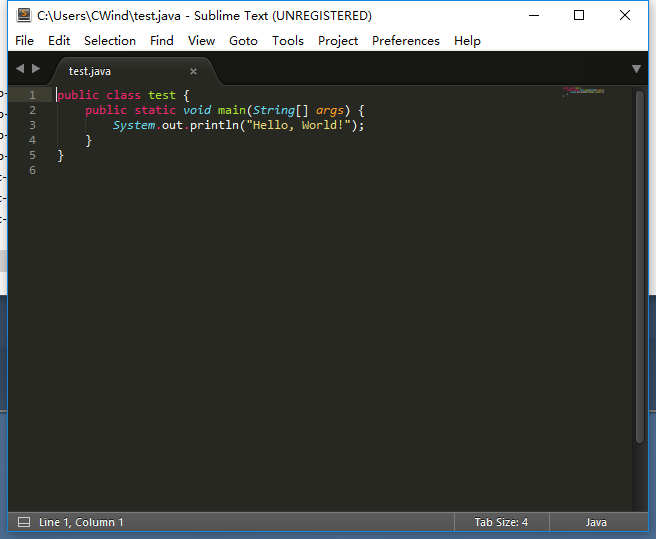 C:\Users\CWind\test.java - Sublime Text (UNREGISTERED)
File Edit Selection Find View Goto Tools Project Preferences Help
test.java
1 public class test {
2     public static void main(String[] args) {
3         System.out.println("Hello, World!");
4     }
5 }
6
Line 1, Column 1 Tab Size: 4 Java